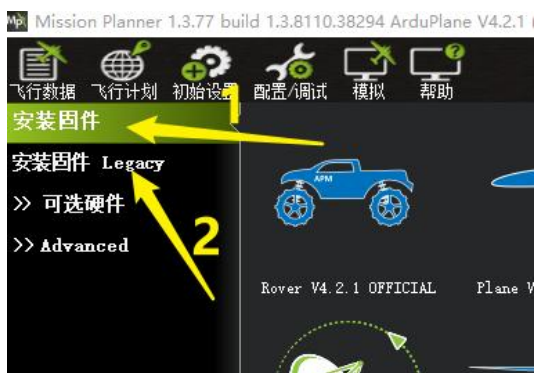 Mission Planner 1.3.77 build 1.3.8110.38294 ArduPlane V4.2.1 (
飞行数据 飞行计划 初始设置 配置/调试 模拟 帮助
1
安装固件
安装固件 Legacy
>> 可选硬件
2
>> Advanced
APM
Rover V4.2.1 OFFICIAL Plane V